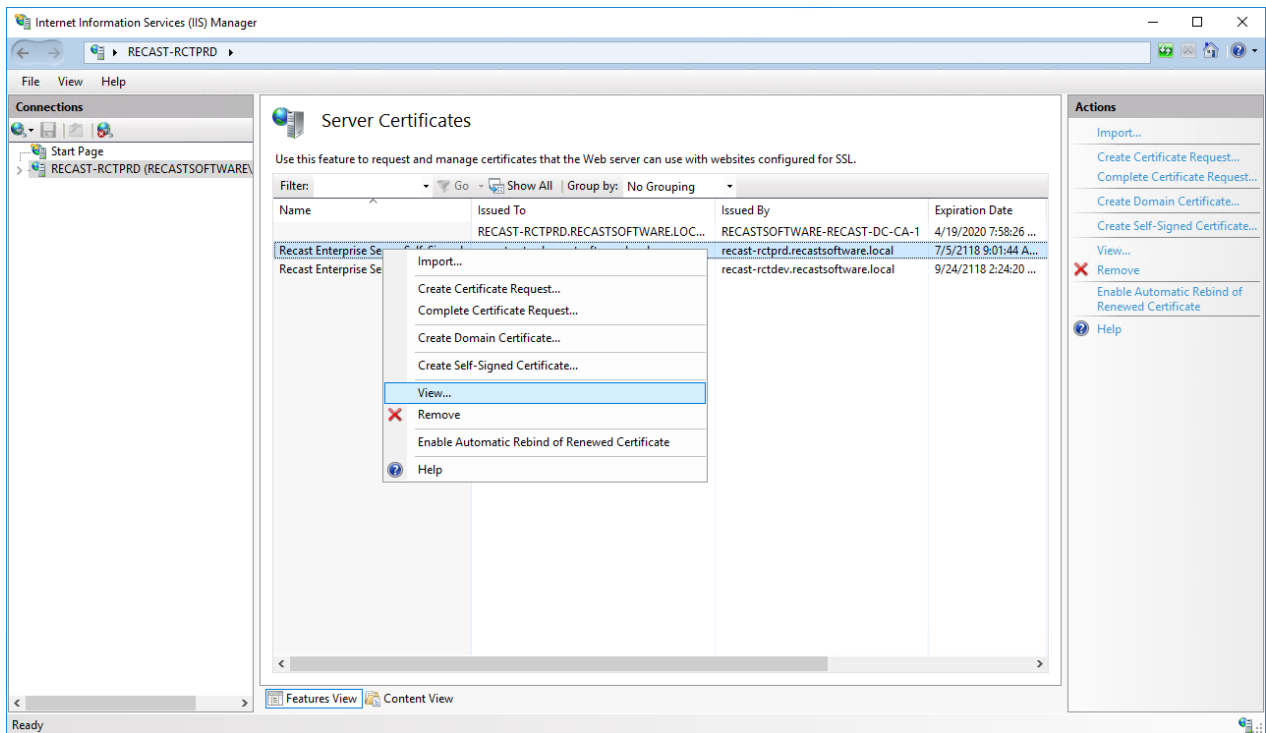 Internet Information Services (IIS) Manager
RECAST-RCTPRD
File View Help
Connections
Start Page
RECAST-RCTPRD (RECASTSOFTWARE\
Server Certificates
Use this feature to request and manage certificates that the Web server can use with websites configured for SSL.
Filter: Go Show All Group by: No Grouping
Name Issued To Issued By Expiration Date
RECAST-RCTPRD.RECASTSOFTWARE.LOC... RECASTSOFTWARE-RECAST-DC-CA-1 4/19/2020 7:58:26 ...
Recast Enterprise Se recast-rctprd.recastsoftware.local 7/5/2118 9:01:44 A...
Recast Enterprise Se recast-rctdev.recastsoftware.local 9/24/2118 2:24:20 ...
Import...
Create Certificate Request...
Complete Certificate Request...
Create Domain Certificate...
Create Self-Signed Certificate...
View...
Remove
Enable Automatic Rebind of Renewed Certificate
Help
Features View Content View
Actions
Import...
Create Certificate Request...
Complete Certificate Request...
Create Domain Certificate...
Create Self-Signed Certificate...
View...
Remove
Enable Automatic Rebind of
Renewed Certificate
Help
Ready